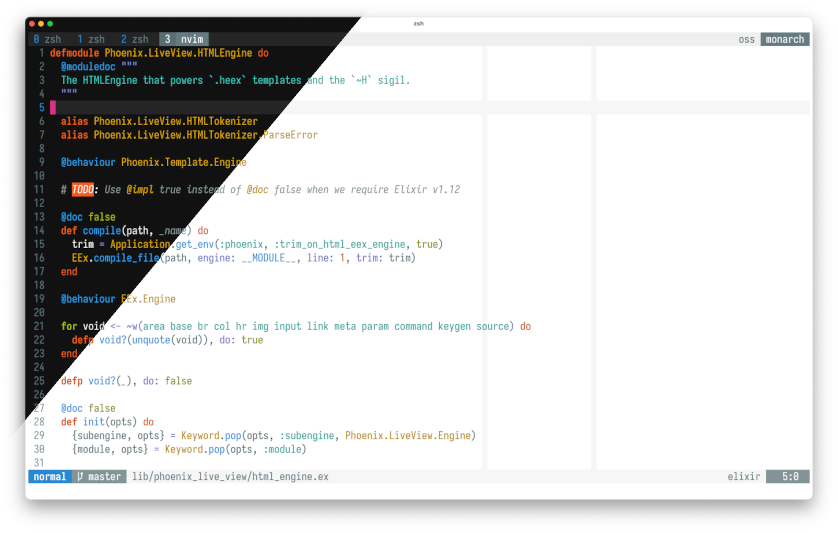 zsh
0 zsh 1 zsh 2 zsh 3 nvim oss monarch
1 defmodule Phoenix.LiveView.HTMLEngine do
2 @moduledoc """
3 The HTMLEngine that powers `.heex` templates and the `~H` sigil.
4 """
5
6 alias Phoenix.LiveView.HTMLTokenizer
7 alias Phoenix.LiveView.HTMLTokenizer.ParseError
8
9 @behaviour Phoenix.Template.Engine
10
11 # TODO: Use @impl true instead of @doc false when we require Elixir v1.12
12
13 @doc false
14 def compile(path, _name) do
15 trim = Application.get_env(:phoenix, :trim_on_html_eex_engine, true)
16 EEx.compile_file(path, engine: __MODULE__, line: 1, trim: trim)
17 end
18
19 @behaviour EEx.Engine
20
21 for void <- ~w(area base br col hr img input link meta param command keygen source) do
22 defp void?(unquote(void)), do: true
23 end
24
25 defp void?(_), do: false
26
27 @doc false
28 def init(opts) do
29 {subengine, opts} = Keyword.pop(opts, :subengine, Phoenix.LiveView.Engine)
30 {module, opts} = Keyword.pop(opts, :module)
31
normal master lib/phoenix_live_view/html_engine.ex elixir 5:0